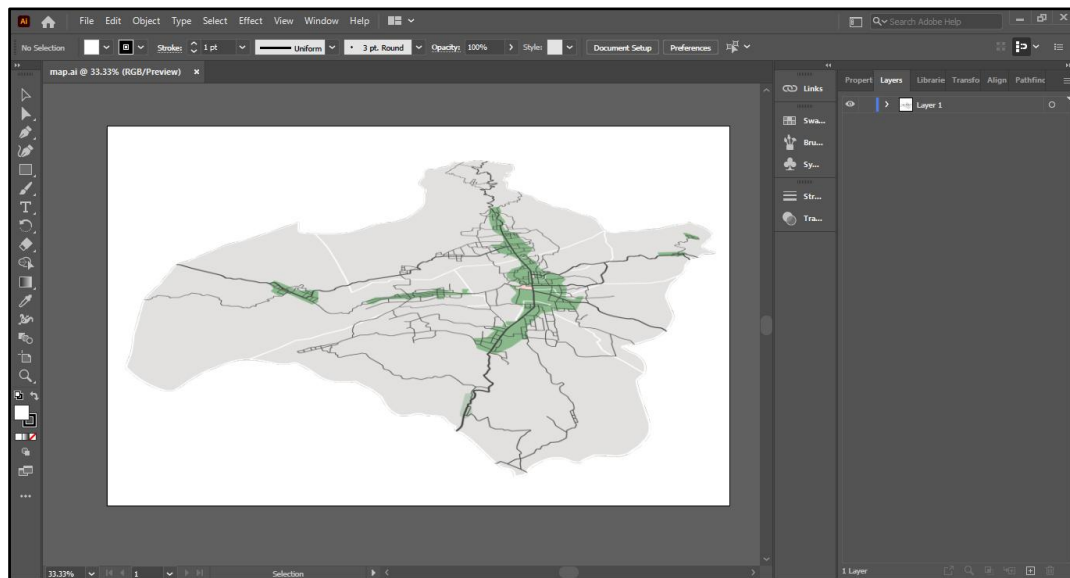 Ai File Edit Object Type Select Effect View Window Help Search Adobe Help
No Selection Stroke: 1 pt Uniform 3 pt. Round Opacity: 100% Style: Document Setup Preferences
map.ai @ 33.33% (RGB/Preview) ×
Propert Layers Librarie Transfo Align Pathfinc
Links
Layer 1
Swa...
Bru...
Sy...
Str...
Tra...
33.33% 1 Selection
1 Layer